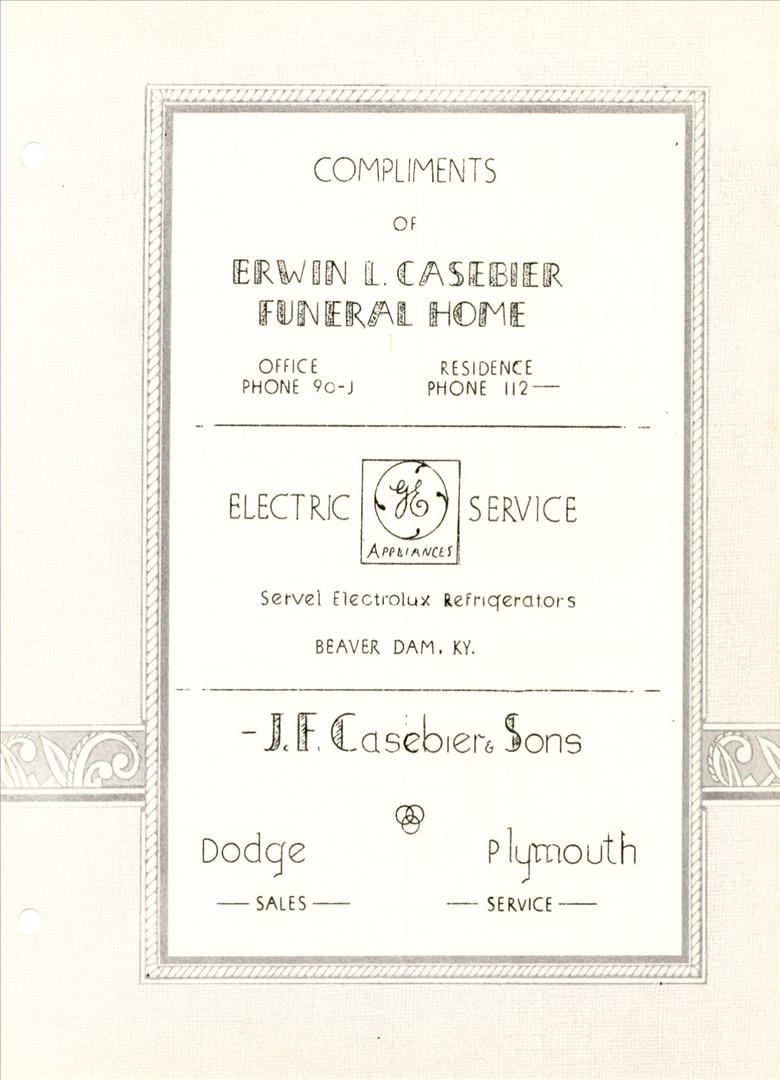 COMPLIMENTS
OF
ERWIN L. CASEBIER
FUNERAL HOME
OFFICE RESIDENCE
PHONE 90-J PHONE 112—
ELECTRIC GE SERVICE
APPLIANCES
Servel Electrolux Refrigerators
BEAVER DAM, KY.
-J.F. Casebier & Sons
Dodge Plymouth
— SALES — — SERVICE —